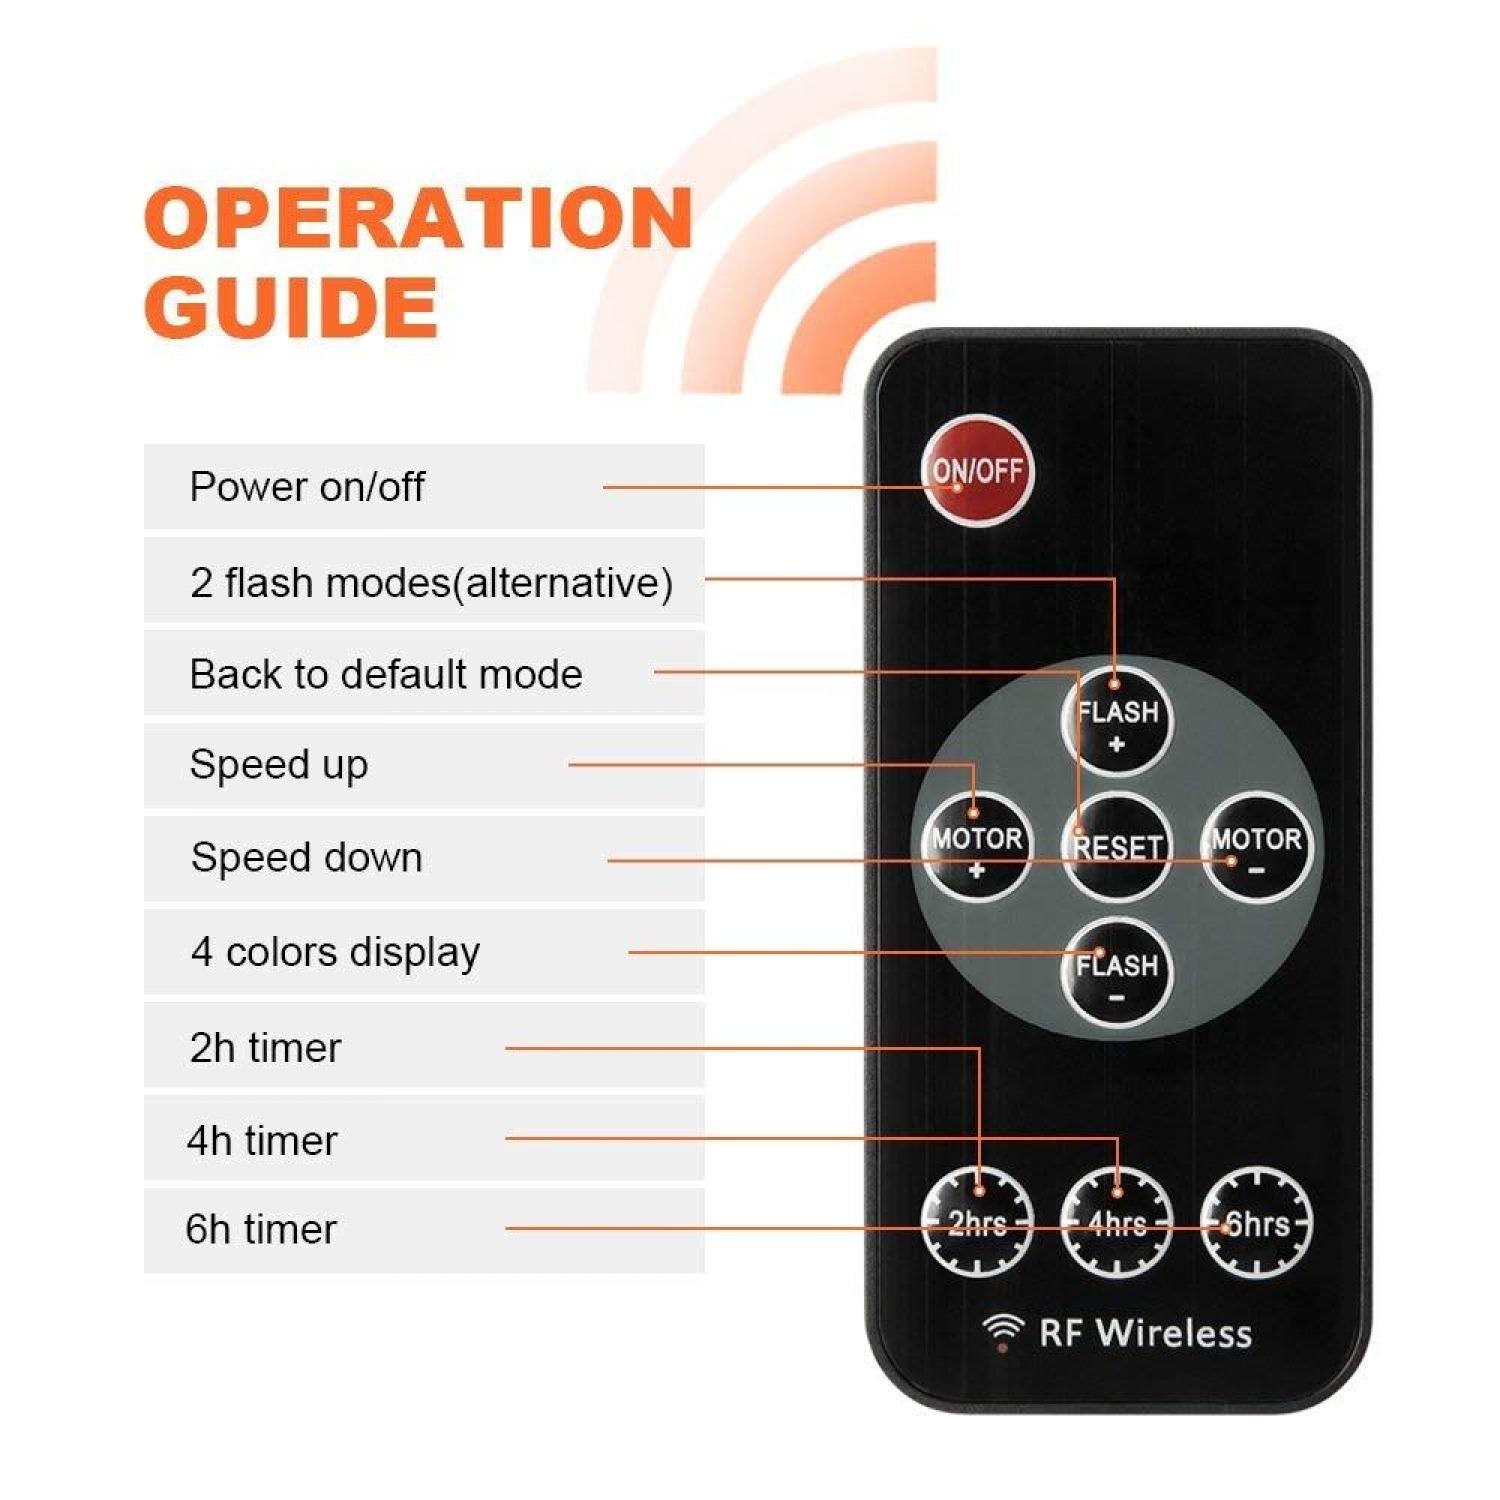 OPERATION
GUIDE
Power on/off
2 flash modes(alternative)
Back to default mode
Speed up
Speed down
4 colors display
2h timer
4h timer
6h timer
ON/OFF
FLASH
+
MOTOR
+
RESET
MOTOR
-
FLASH
-
2hrs
4hrs
6hrs
RF Wireless